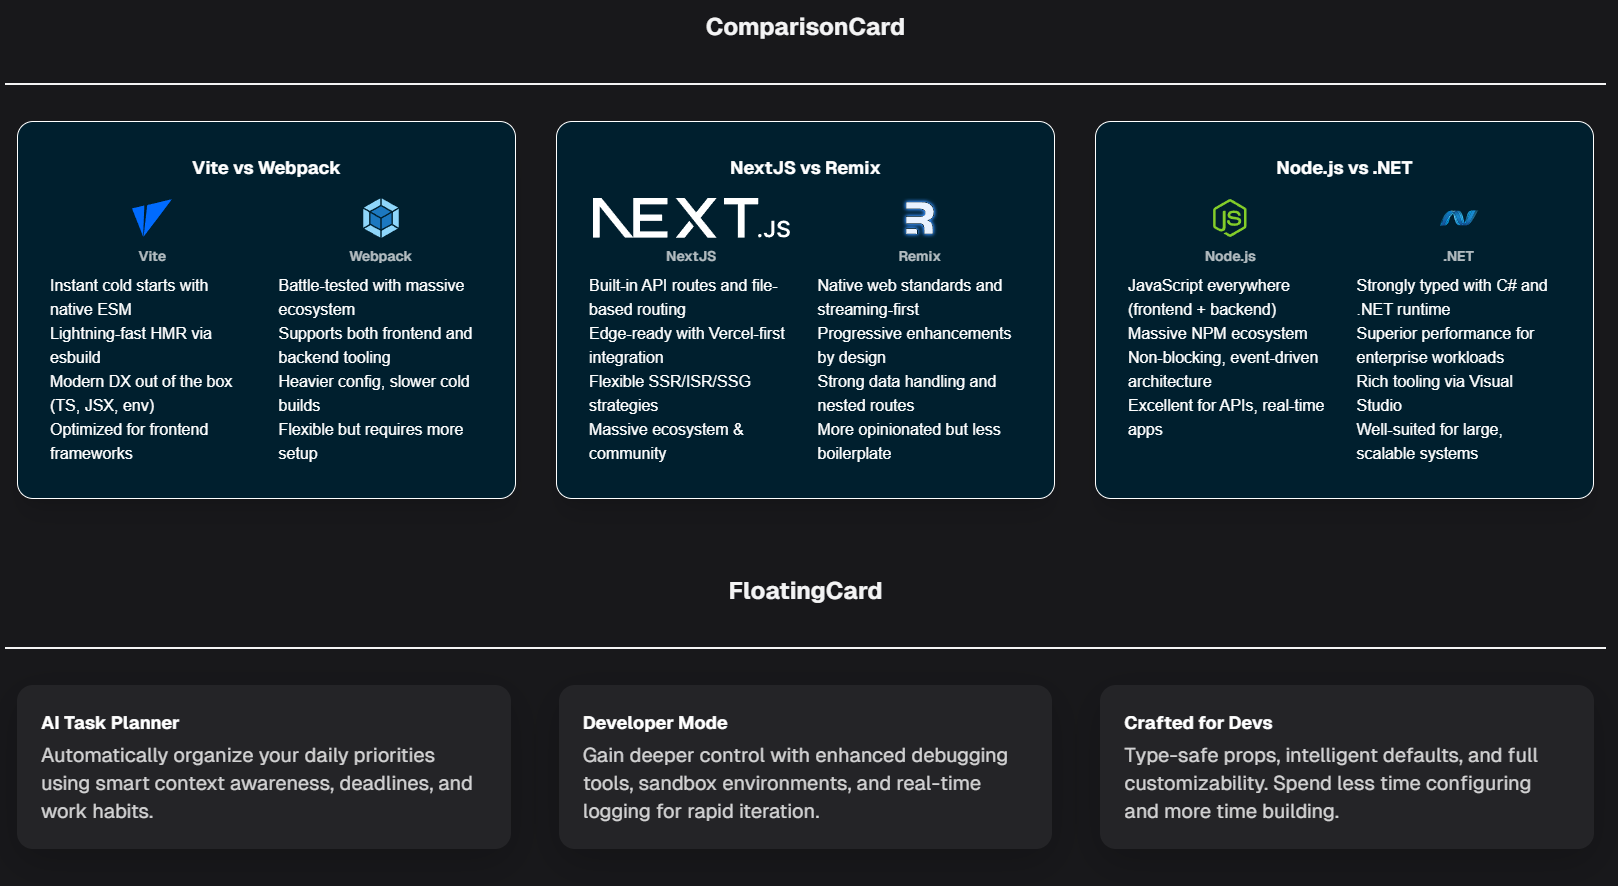 ComparisonCard
Vite vs Webpack
Vite
Instant cold starts with
native ESM
Lightning-fast HMR via
esbuild
Modern DX out of the box
(TS, JSX, env)
Optimized for frontend
frameworks
Webpack
Battle-tested with massive
ecosystem
Supports both frontend and
backend tooling
Heavier config, slower cold
builds
Flexible but requires more
setup
NextJS vs Remix
NEXT.JS
NextJS
Built-in API routes and file-
based routing
Edge-ready with Vercel-first
integration
Flexible SSR/ISR/SSG
strategies
Massive ecosystem &
community
R
Remix
Native web standards and
streaming-first
Progressive enhancements
by design
Strong data handling and
nested routes
More opinionated but less
boilerplate
Node.js vs .NET
JS
Node.js
JavaScript everywhere
(frontend + backend)
Massive NPM ecosystem
Non-blocking, event-driven
architecture
Excellent for APIs, real-time
apps
.NET
Strongly typed with C# and
.NET runtime
Superior performance for
enterprise workloads
Rich tooling via Visual
Studio
Well-suited for large,
scalable systems
FloatingCard
AI Task Planner
Automatically organize your daily priorities
using smart context awareness, deadlines, and
work habits.
Developer Mode
Gain deeper control with enhanced debugging
tools, sandbox environments, and real-time
logging for rapid iteration.
Crafted for Devs
Type-safe props, intelligent defaults, and full
customizability. Spend less time configuring
and more time building.